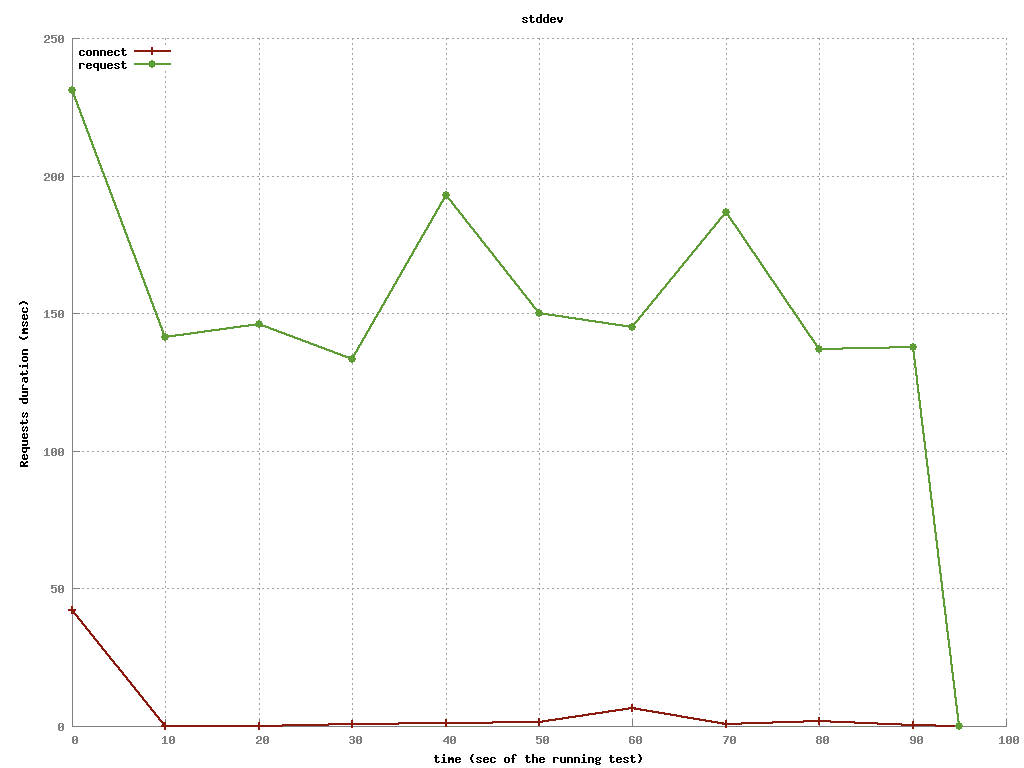 stddev
250
connect
request
200
150
100
50
0
Requests duration (msec)
0 10 20 30 40 50 60 70 80 90 100
time (sec of the running test)